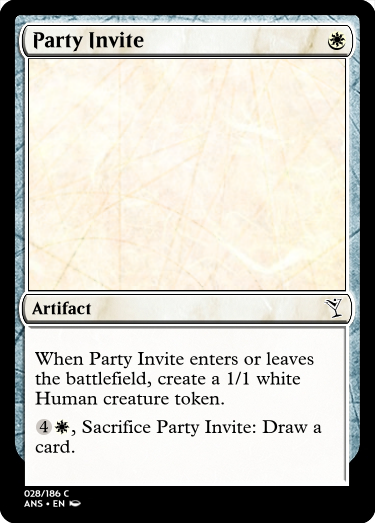 Party Invite
Artifact
When Party Invite enters or leaves
the battlefield, create a 1/1 white
Human creature token.
4, Sacrifice Party Invite: Draw a
card.
028/186 C
ANS • EN